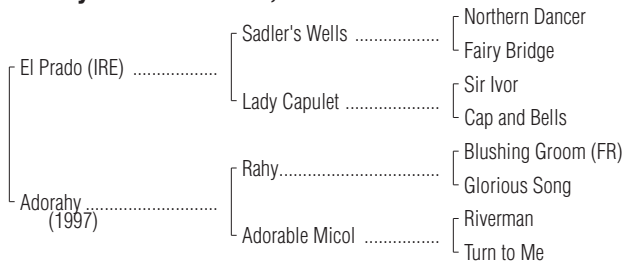 Northern Dancer
Sadler's Wells ..................
Fairy Bridge
El Prado (IRE) ..................
Sir Ivor
Lady Capulet ....................
Cap and Bells
Blushing Groom (FR)
Rahy..................................
Glorious Song
Adorahy ............................
(1997)
Riverman
Adorable Micol ................
Turn to Me